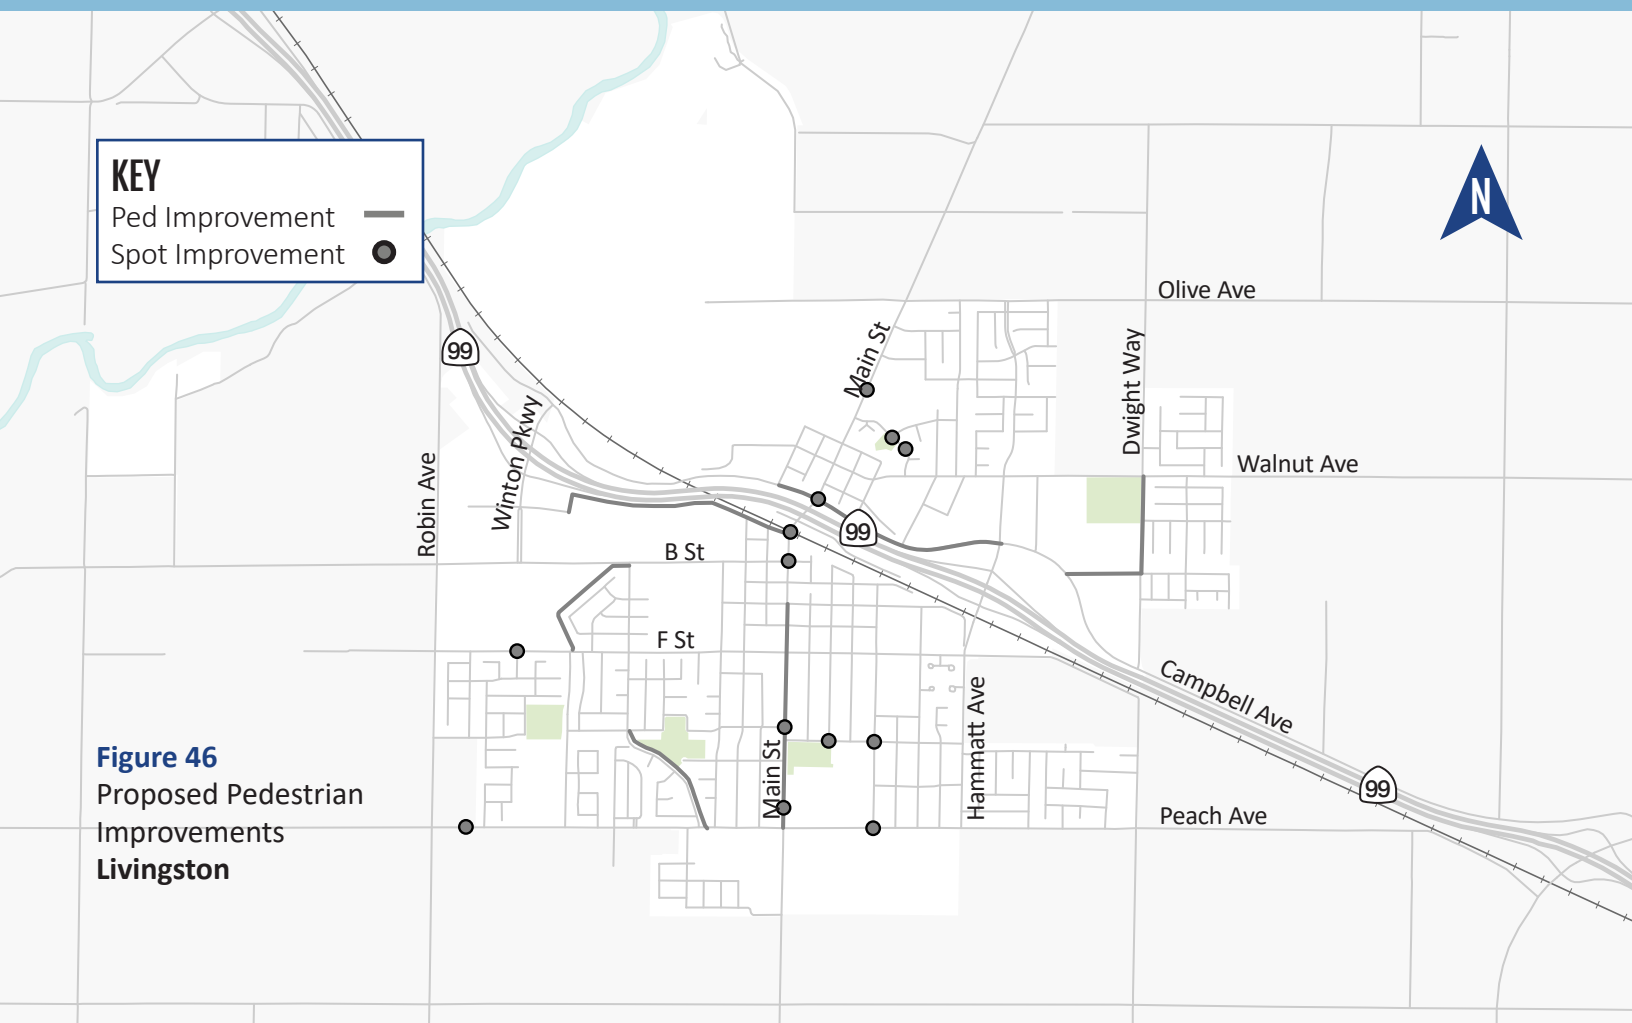 KEY
Ped Improvement
Spot Improvement
N
Olive Ave
Main St
Dwight Way
99
Winton Pkwy
Robin Ave
Walnut Ave
99
B St
F St
Campbell Ave
Hammatt Ave
Main St
99
Peach Ave
Figure 46
Proposed Pedestrian
Improvements
Livingston